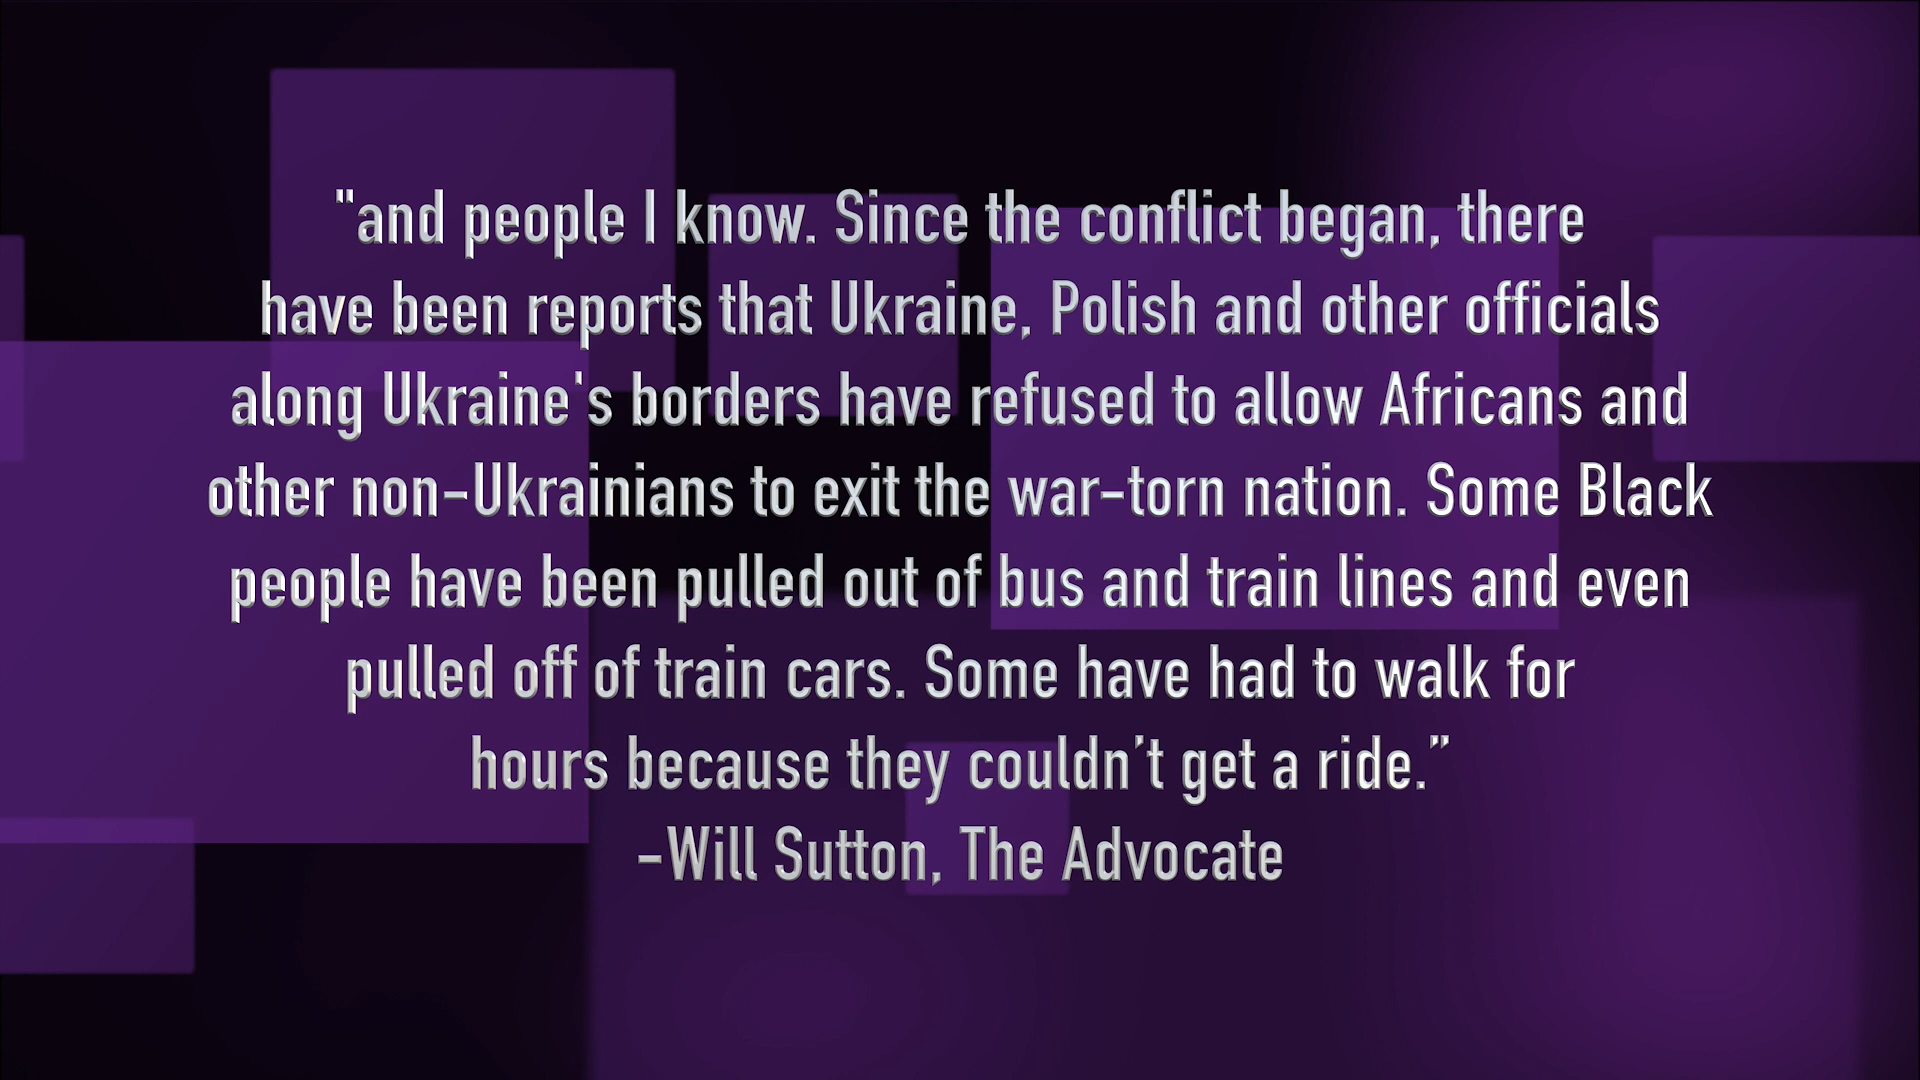 "and people I know. Since the conflict began, there
have been reports that Ukraine, Polish and other officials
along Ukraine's borders have refused to allow Africans and
other non-Ukrainians to exit the war-torn nation. Some Black
people have been pulled out of bus and train lines and even
pulled off of train cars. Some have had to walk for
hours because they couldn’t get a ride.”
-Will Sutton, The Advocate